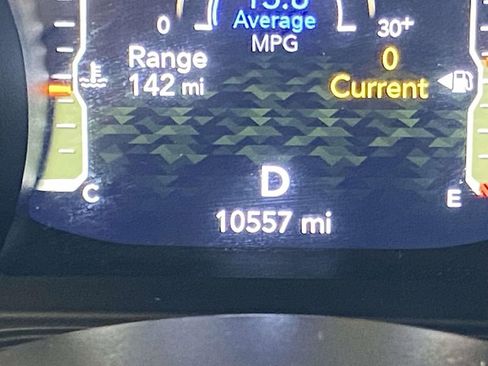 0 Average 30+
MPG
Range 0
142 mi Current
C D E
10557 mi